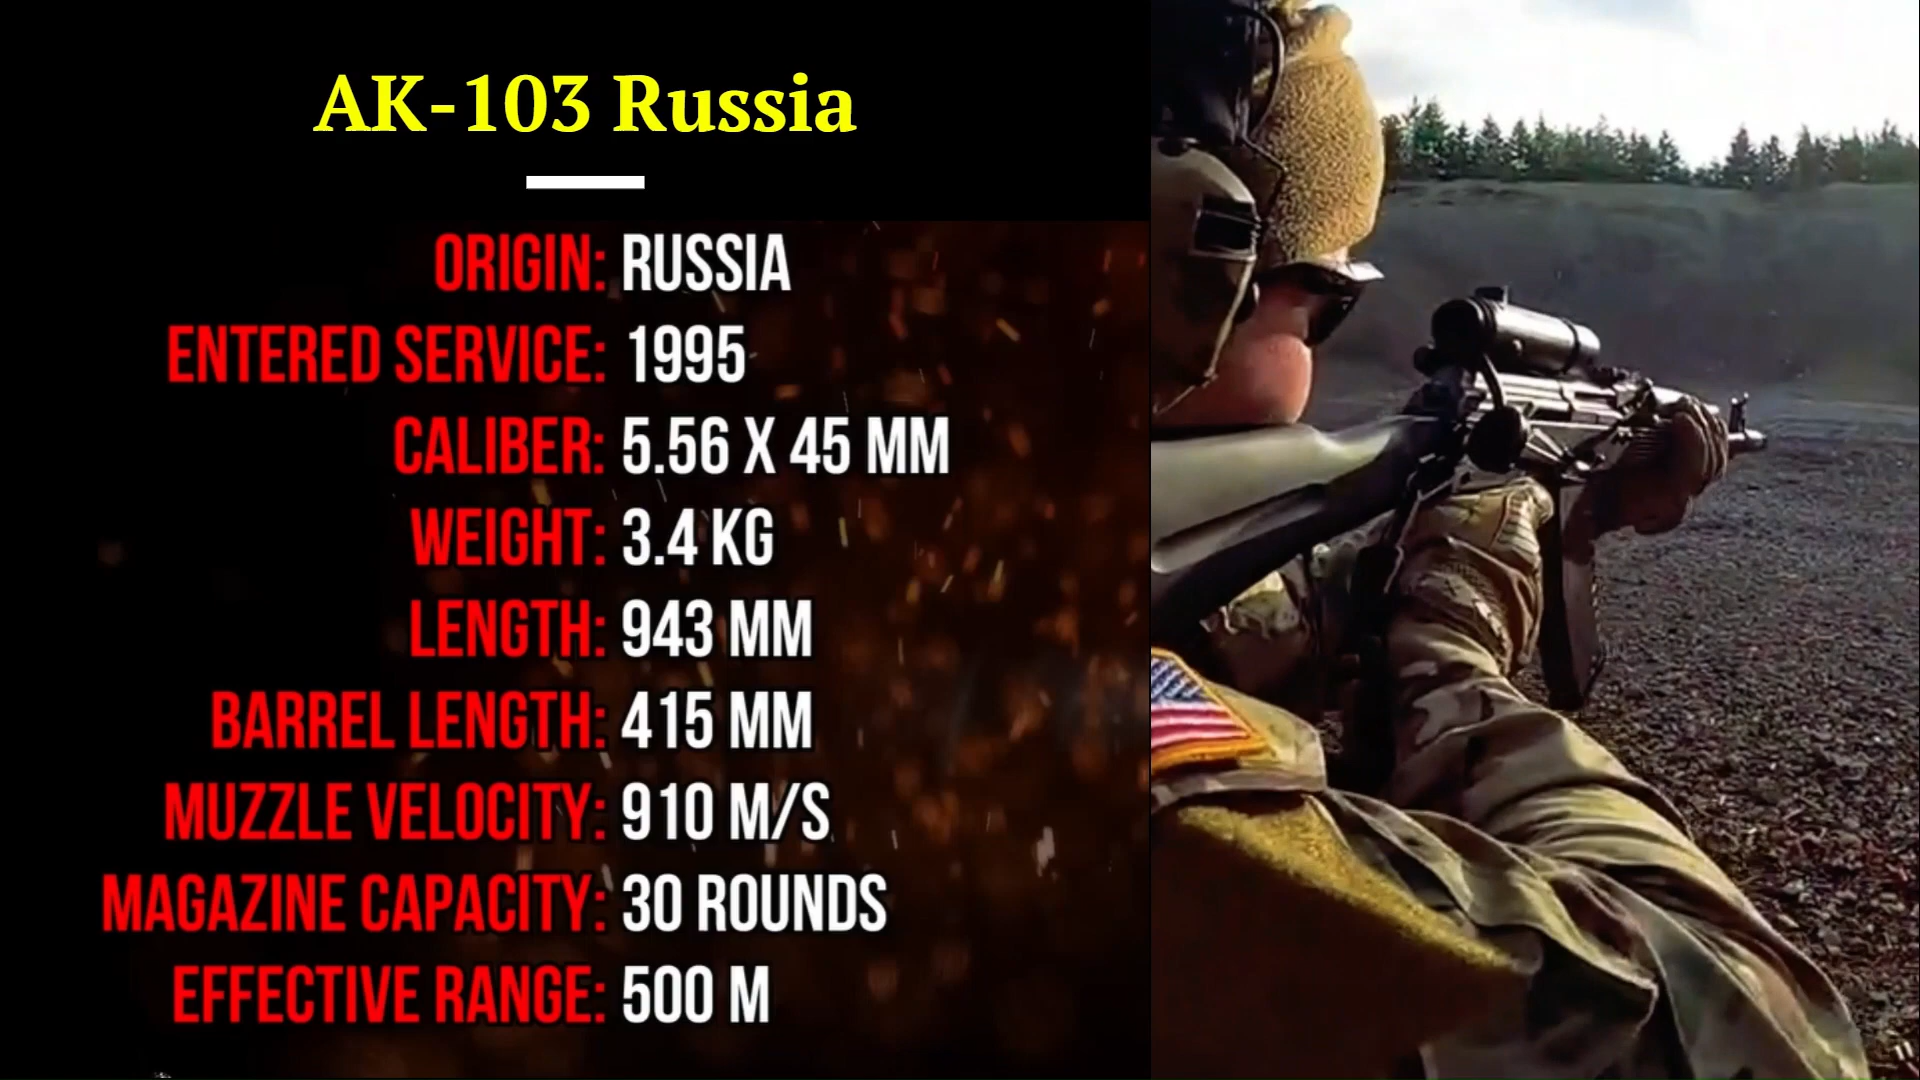 AK-103 Russia
ORIGIN: RUSSIA
ENTERED SERVICE: 1995
CALIBER: 5.56 X 45 MM
WEIGHT: 3.4 KG
LENGTH: 943 MM
BARREL LENGTH: 415 MM
MUZZLE VELOCITY: 910 M/S
MAGAZINE CAPACITY: 30 ROUNDS
EFFECTIVE RANGE: 500 M